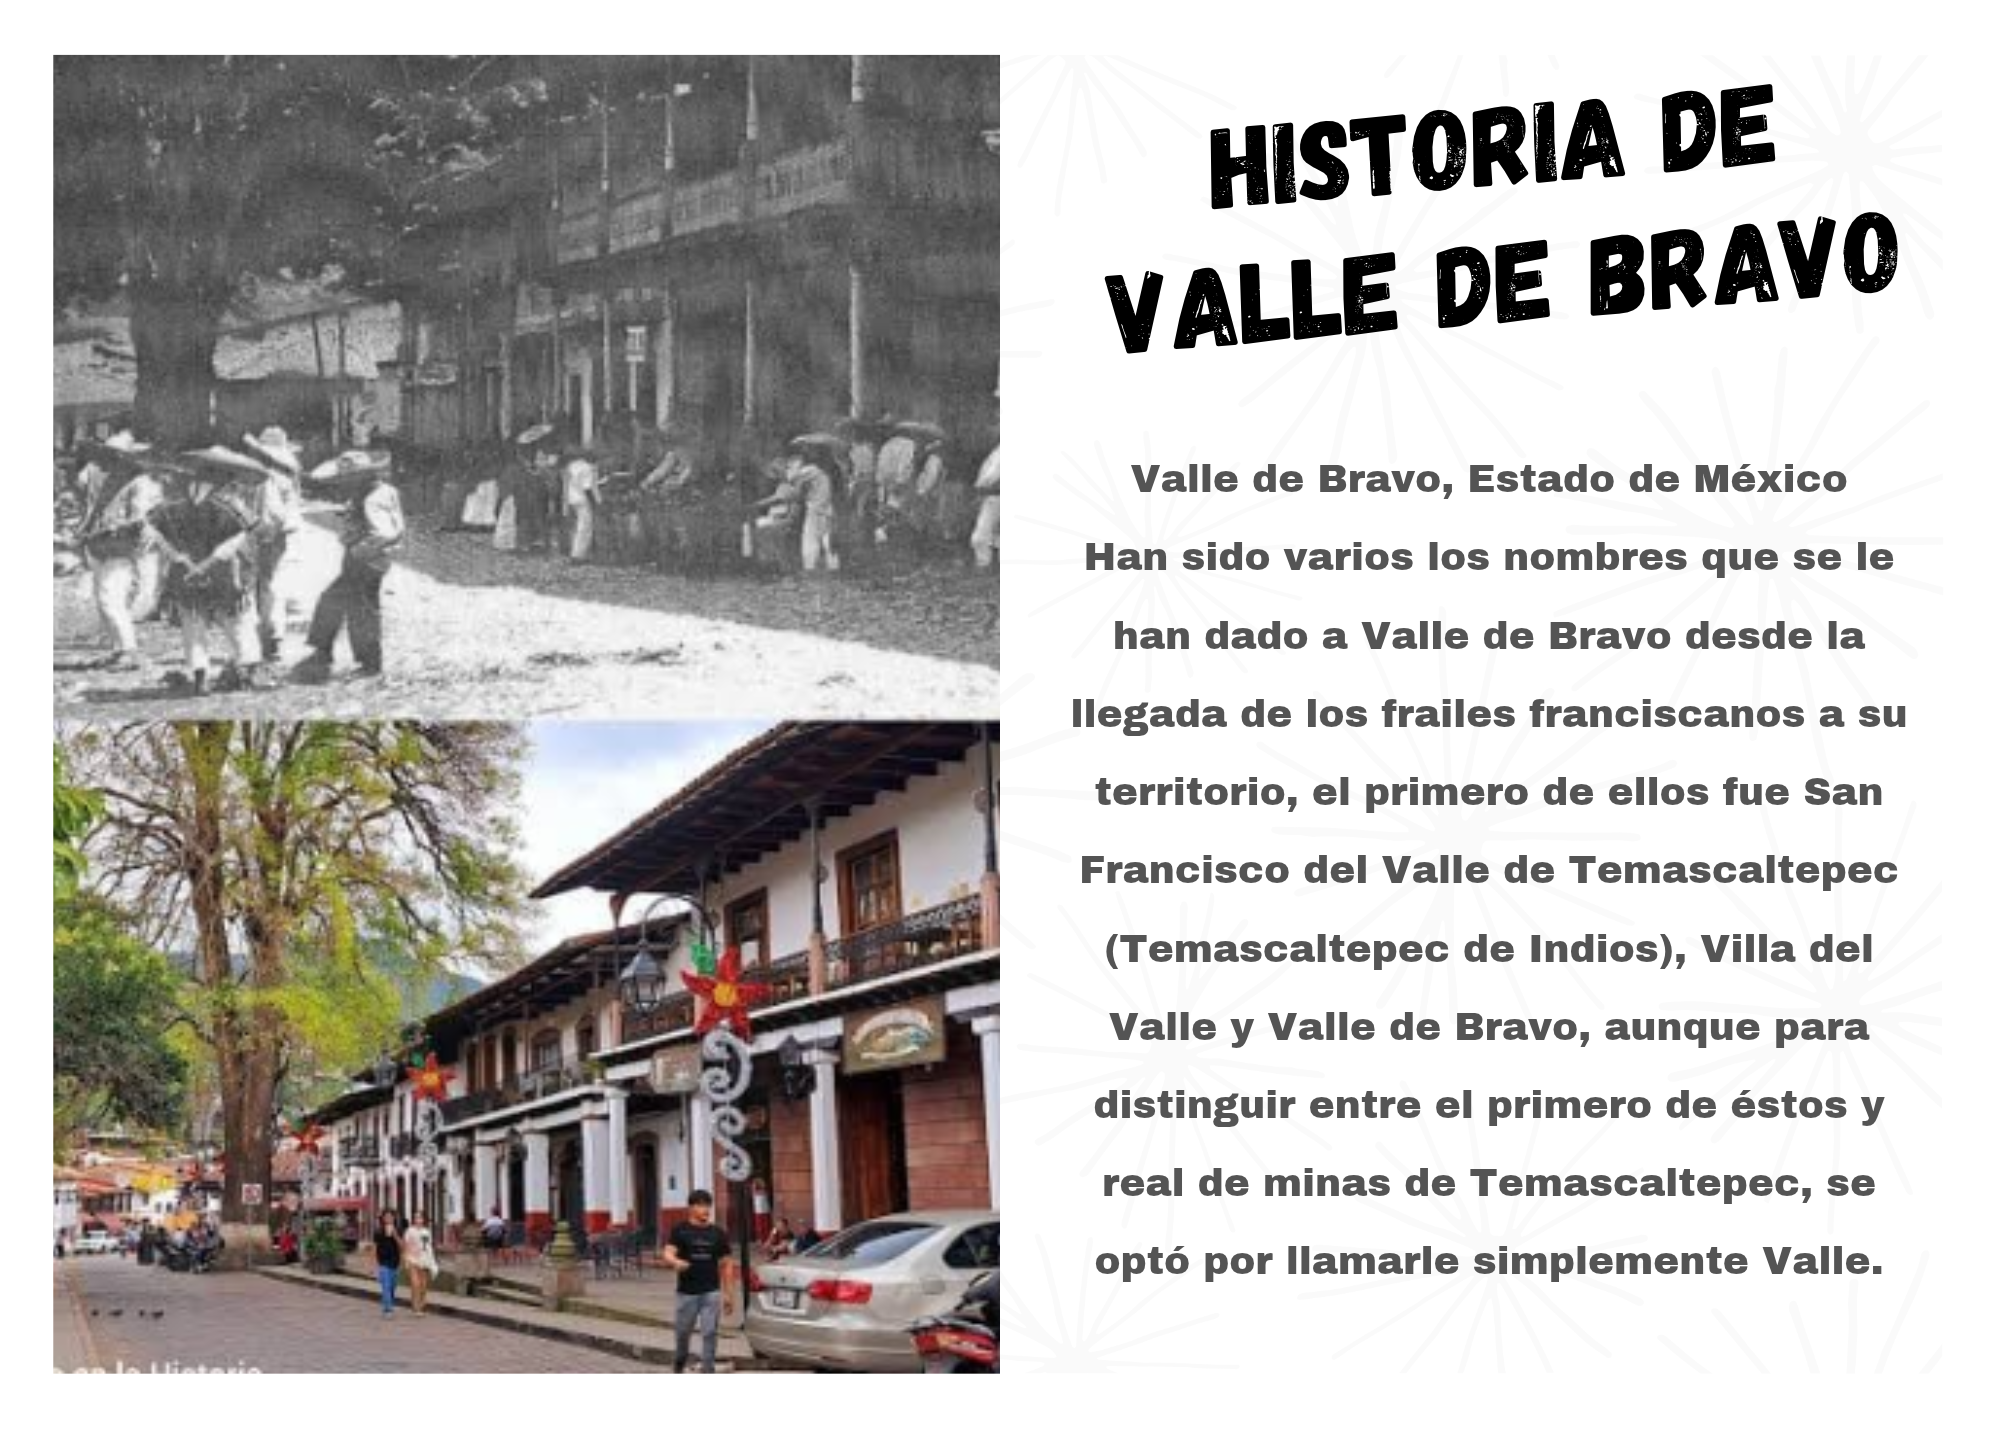 HISTORIA DE
VALLE DE BRAVO
Valle de Bravo, Estado de México
Han sido varios los nombres que se le
han dado a Valle de Bravo desde la
llegada de los frailes franciscanos a su
territorio, el primero de ellos fue San
Francisco del Valle de Temascaltepec
(Temascaltepec de Indios), Villa del
Valle y Valle de Bravo, aunque para
distinguir entre el primero de éstos y
real de minas de Temascaltepec, se
optó por llamarle simplemente Valle.
en la Historia